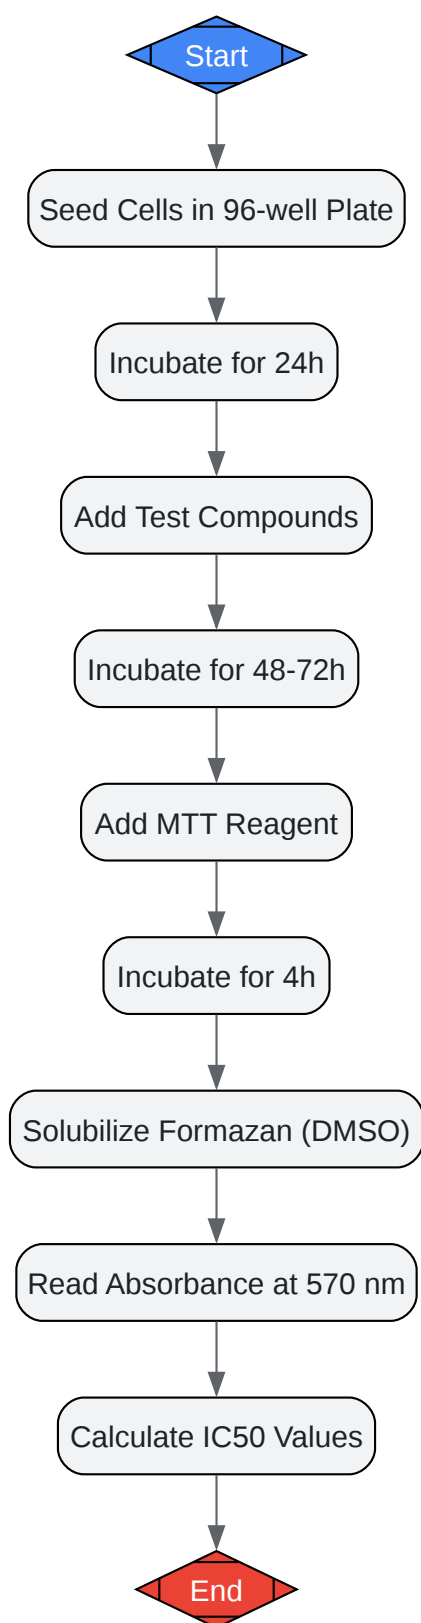 Start
Seed Cells in 96-well Plate
Incubate for 24h
Add Test Compounds
Incubate for 48-72h
Add MTT Reagent
Incubate for 4h
Solubilize Formazan (DMSO)
Read Absorbance at 570 nm
Calculate IC50 Values
End